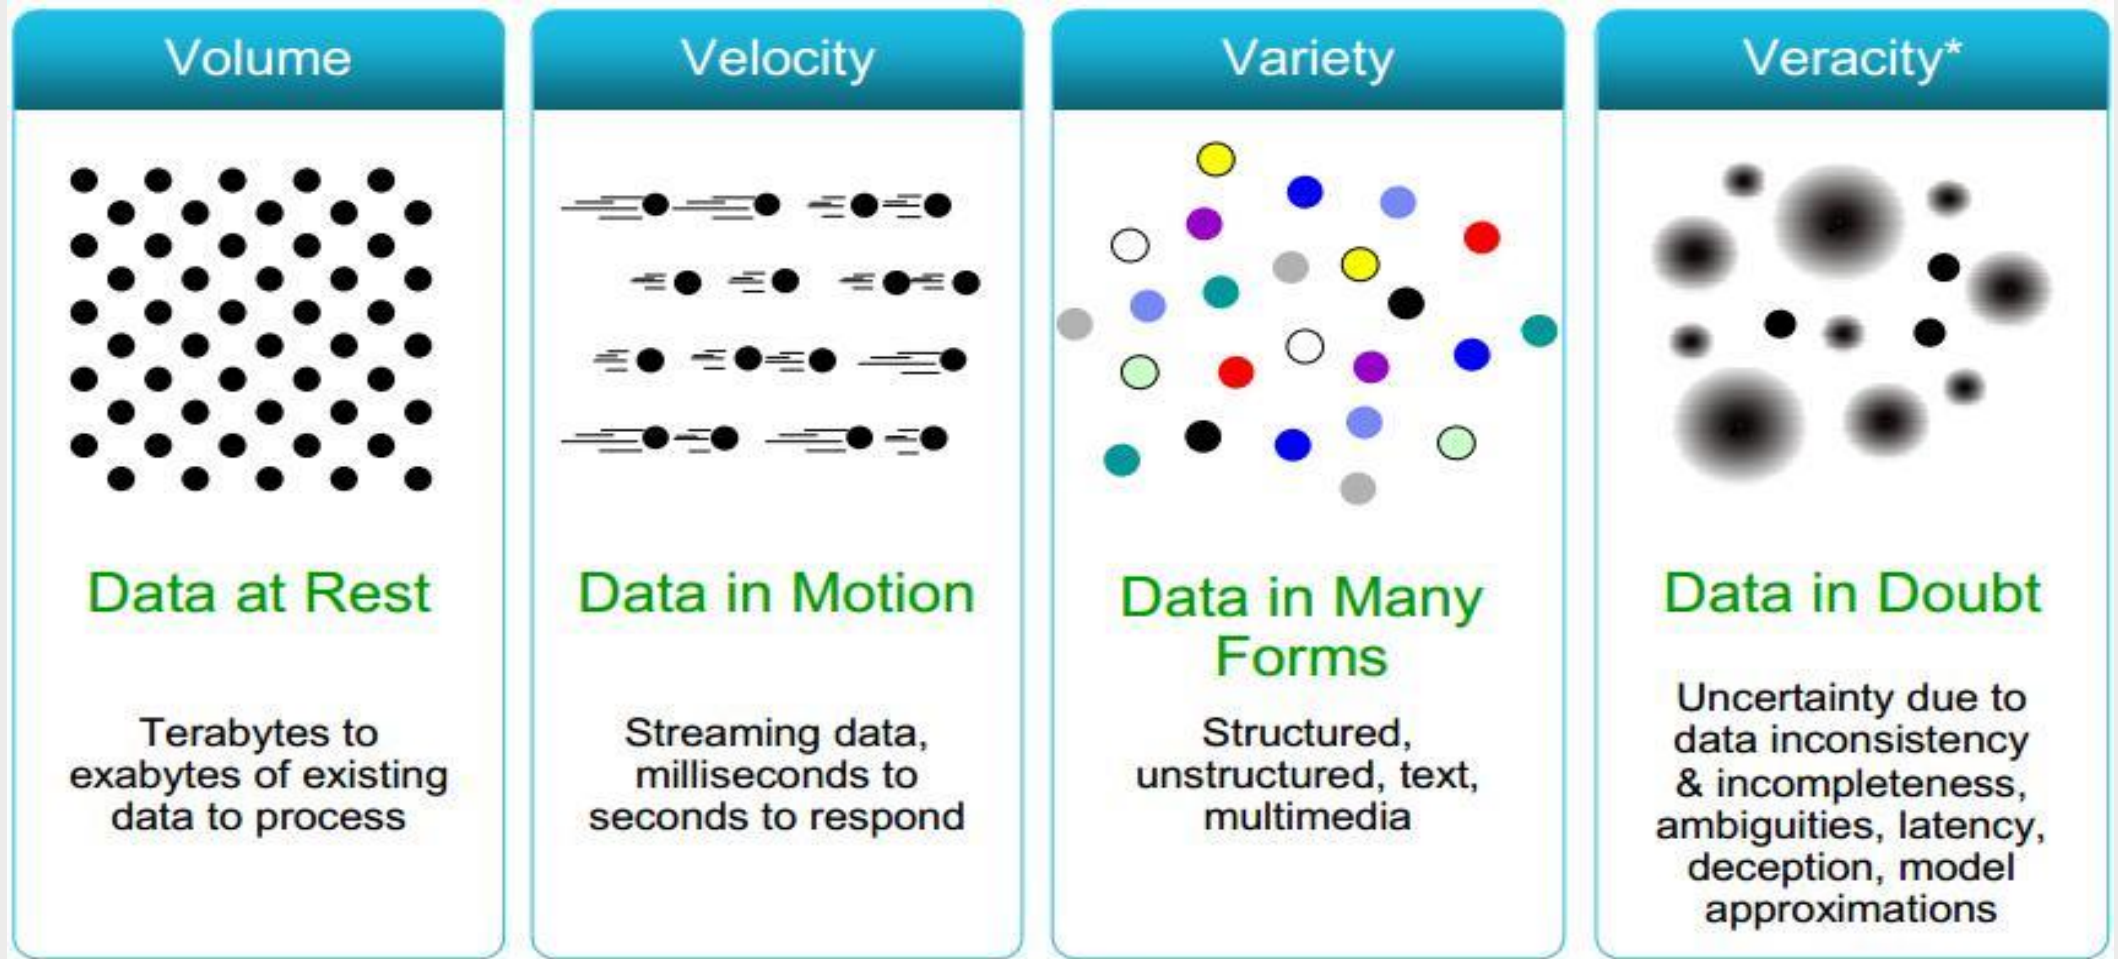 Volume
Data at Rest
Terabytes to
exabytes of existing
data to process
Velocity
Data in Motion
Streaming data,
milliseconds to
seconds to respond
Variety
Data in Many
Forms
Structured,
unstructured, text,
multimedia
Veracity*
Data in Doubt
Uncertainty due to
data inconsistency
& incompleteness,
ambiguities, latency,
deception, model
approximations